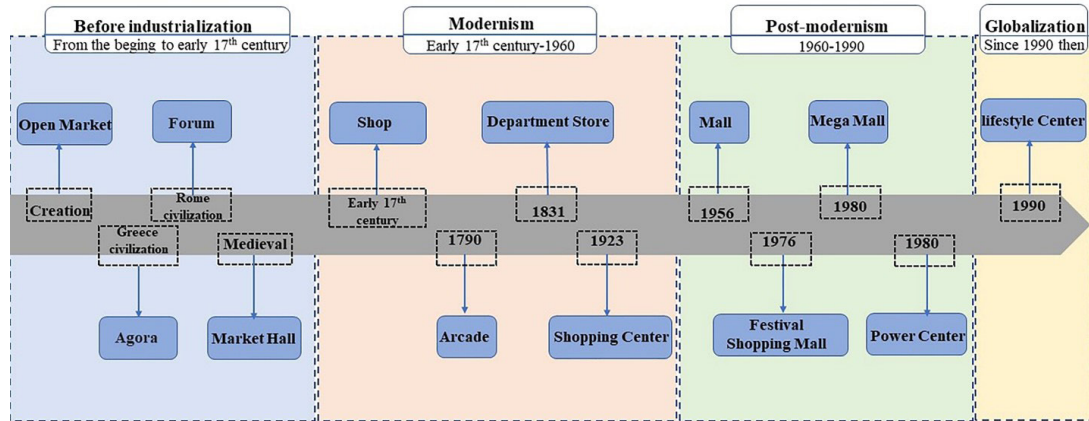 Before industrialization
From the beging to early 17th century
Modernism
Early 17th century-1960
Post-modernism
1960-1990
Globalization
Since 1990 then
Open Market
Forum
Shop
Department Store
Mall
Mega Mall
lifestyle Center
Creation
Rome
civilization
Early 17th
century
1831
1956
1980
1990
Greece
civilization
Medieval
1790
1923
1976
1980
Agora
Market Hall
Arcade
Shopping Center
Festival
Shopping Mall
Power Center